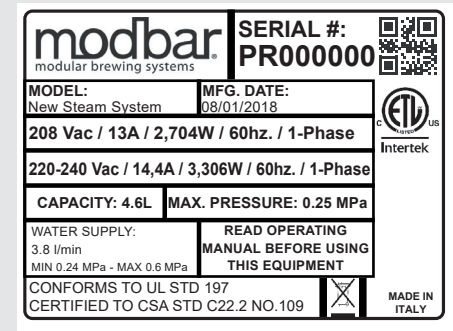 modbar
modular brewing systems
SERIAL #:
PR000000
MODEL:
New Steam System
MFG. DATE:
08/01/2018
208 Vac / 13A / 2,704W / 60hz. / 1-Phase
220-240 Vac / 14,4A / 3,306W / 60hz. / 1-Phase
CAPACITY: 4.6L
MAX. PRESSURE: 0.25 MPa
WATER SUPPLY:
3.8 l/min
MIN 0.24 MPa - MAX 0.6 MPa
READ OPERATING
MANUAL BEFORE USING
THIS EQUIPMENT
CONFORMS TO UL STD 197
CERTIFIED TO CSA STD C22.2 NO.109
ETL
LISTED
C US
Intertek
MADE IN
ITALY